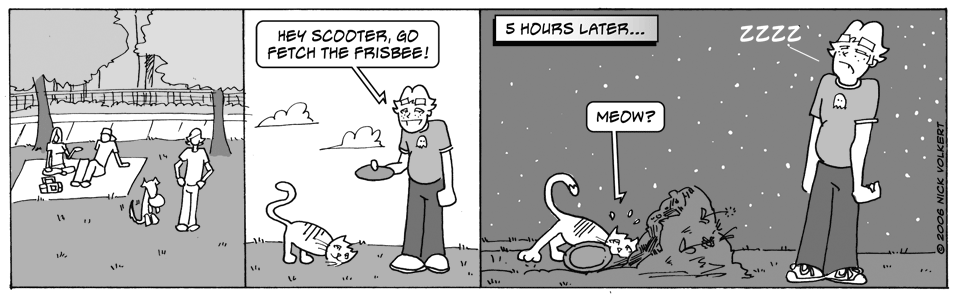 HEY SCOOTER, GO
FETCH THE FRISBEE!
5 HOURS LATER...
MEOW?
ZZZZ
© 2006 NICK VOLKERT